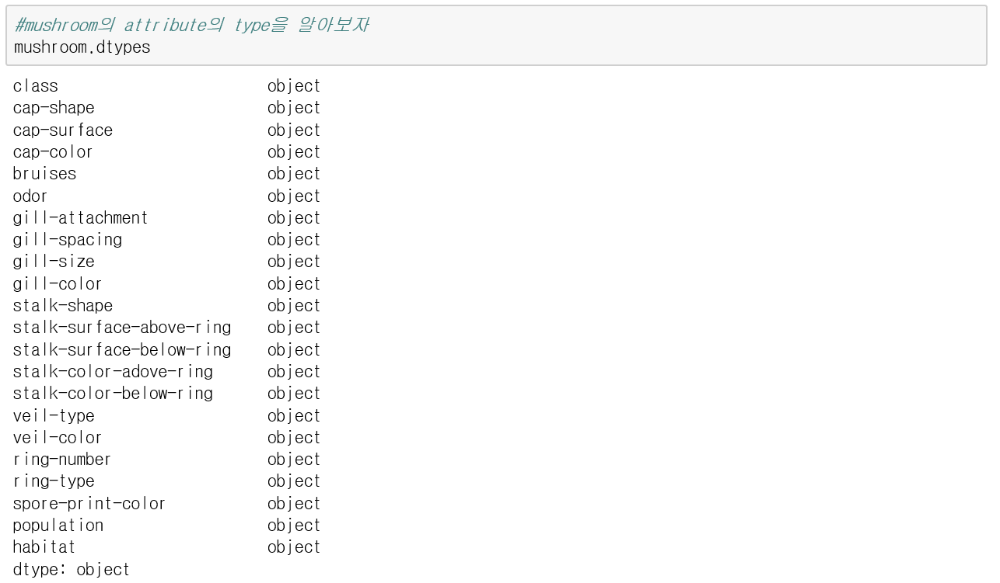 #mushroom의 attribute의 type을 알아보자
mushroom.dtypes
class object
cap-shape object
cap-surface object
cap-color object
bruises object
odor object
gill-attachment object
gill-spacing object
gill-size object
gill-color object
stalk-shape object
stalk-surface-above-ring object
stalk-surface-below-ring object
stalk-color-adove-ring object
stalk-color-below-ring object
veil-type object
veil-color object
ring-number object
ring-type object
spore-print-color object
population object
habitat object
dtype: object